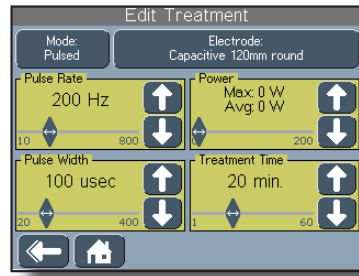 Edit Treatment
Mode:
Pulsed
Electrode:
Capacitive 120mm round
Pulse Rate
200 Hz
10
800
Power
Max: 0 W
Avg: 0 W
0
200
Pulse Width
100 usec
20
400
Treatment Time
20 min.
1
60